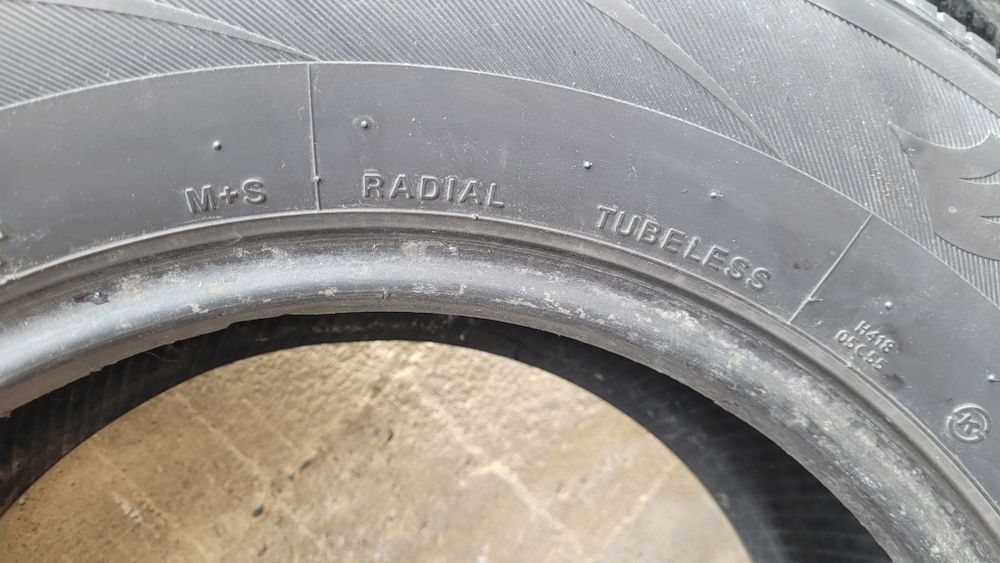 M+S
RADIAL
TUBELESS
H418
05C55